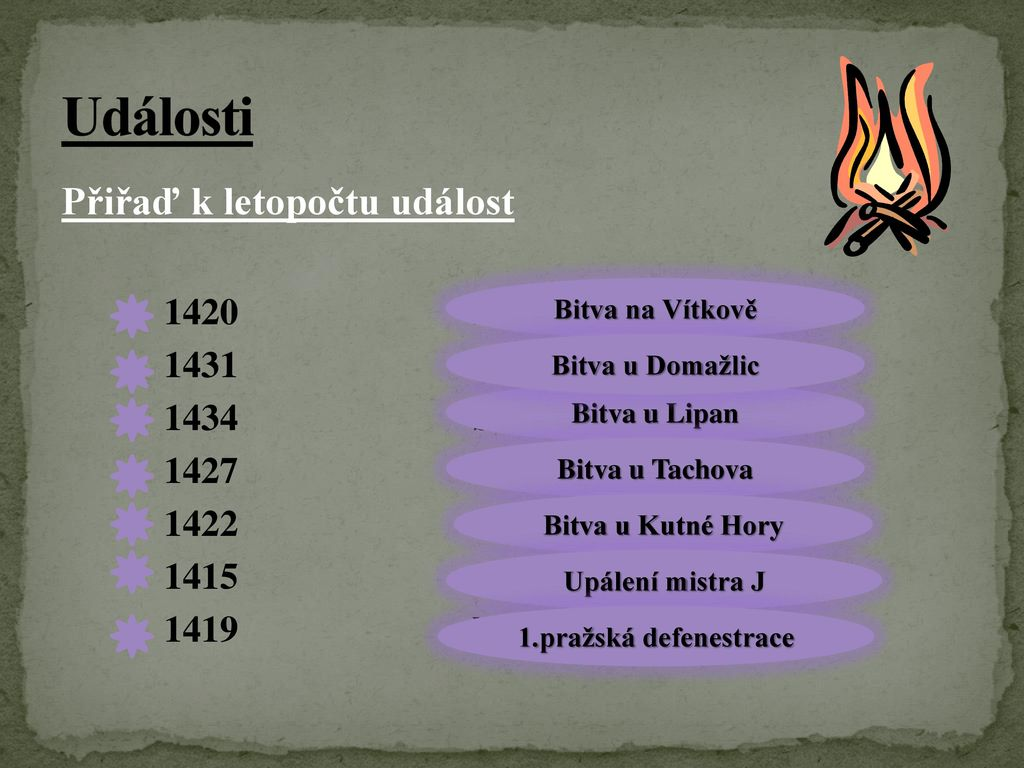 Události
Přiřaď k letopočtu událost
1420 Bitva na Vítkově
1431 Bitva u Domažlic
1434 Bitva u Lipan
1427 Bitva u Tachova
1422 Bitva u Kutné Hory
1415 Upálení mistra J
1419 1.pražská defenestrace